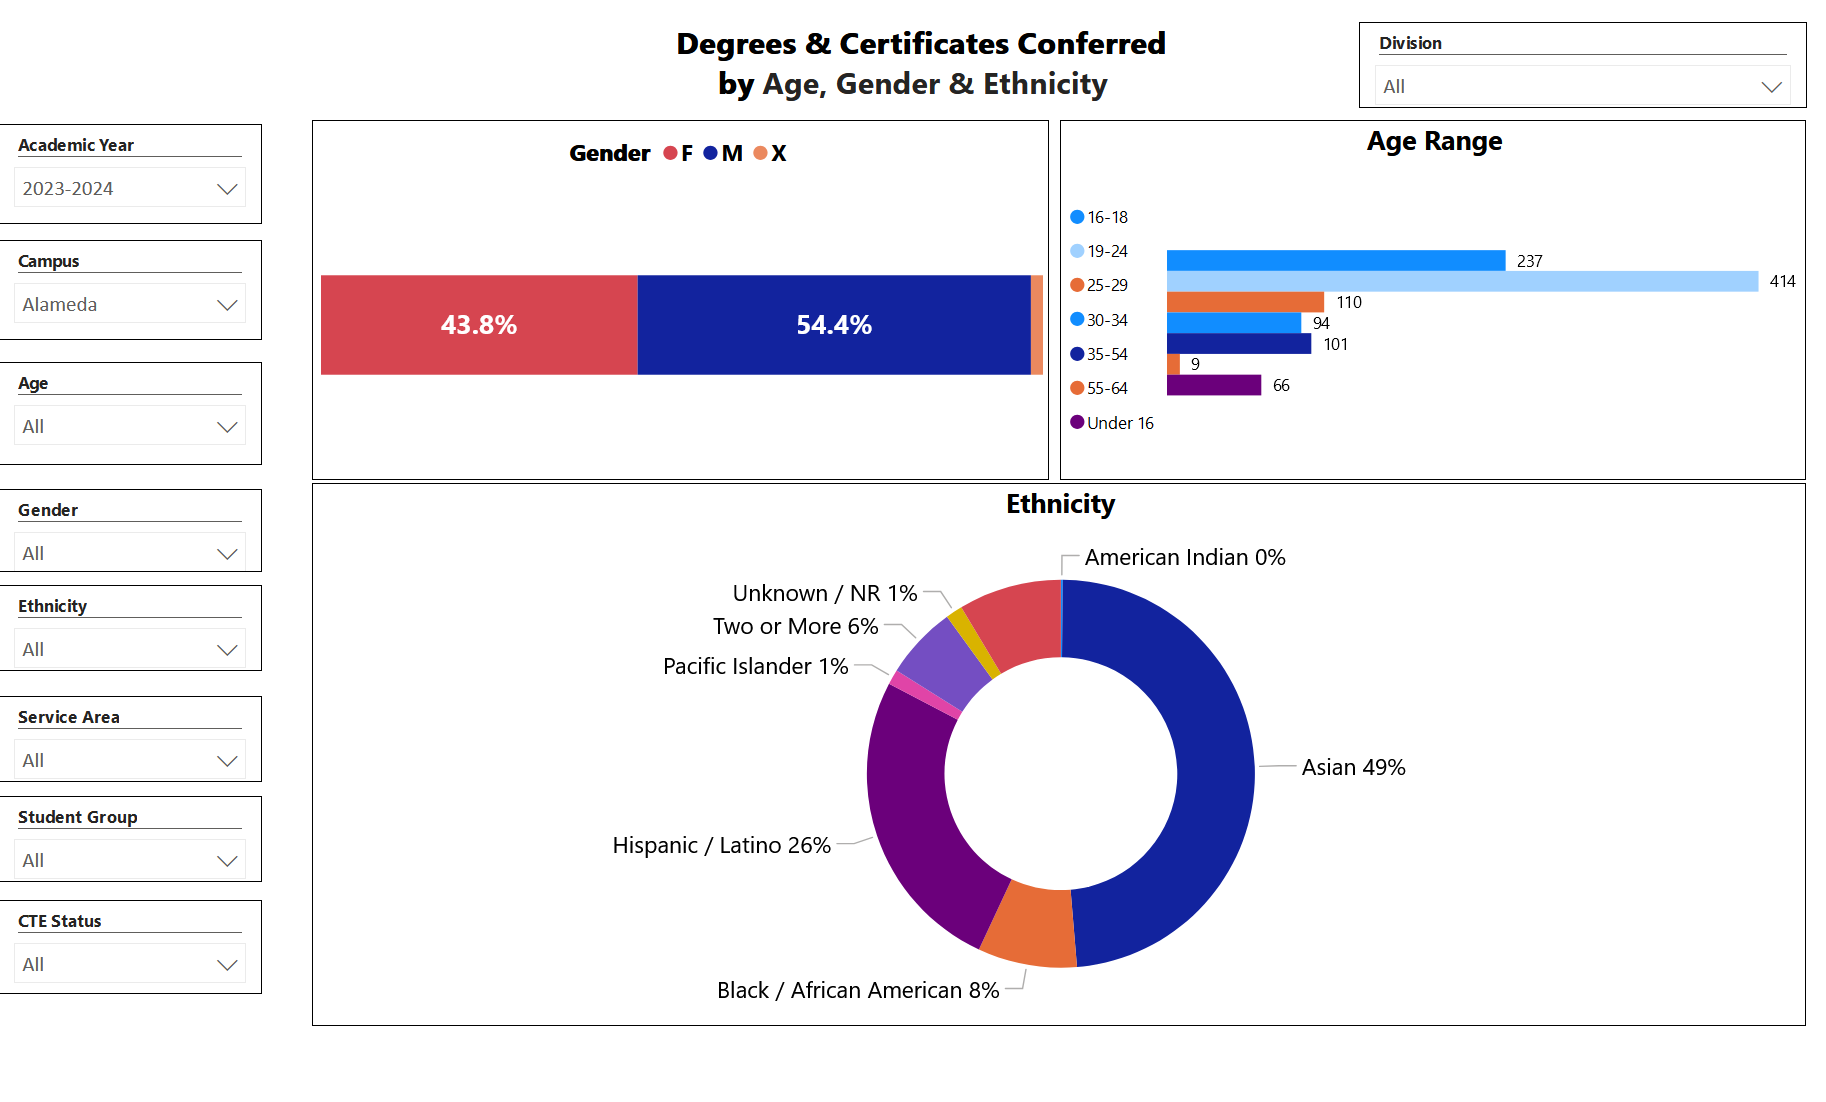 Degrees & Certificates Conferred
by Age, Gender & Ethnicity
Division
All
Academic Year
2023-2024
Campus
Alameda
Age
All
Gender
All
Ethnicity
All
Service Area
All
Student Group
All
CTE Status
All
Gender F M X
43.8%
54.4%
Age Range
16-18
19-24
25-29
30-34
35-54
55-64
Under 16
237
414
110
94
101
9
66
Ethnicity
American Indian 0%
Unknown / NR 1%
Two or More 6%
Pacific Islander 1%
Asian 49%
Hispanic / Latino 26%
Black / African American 8%